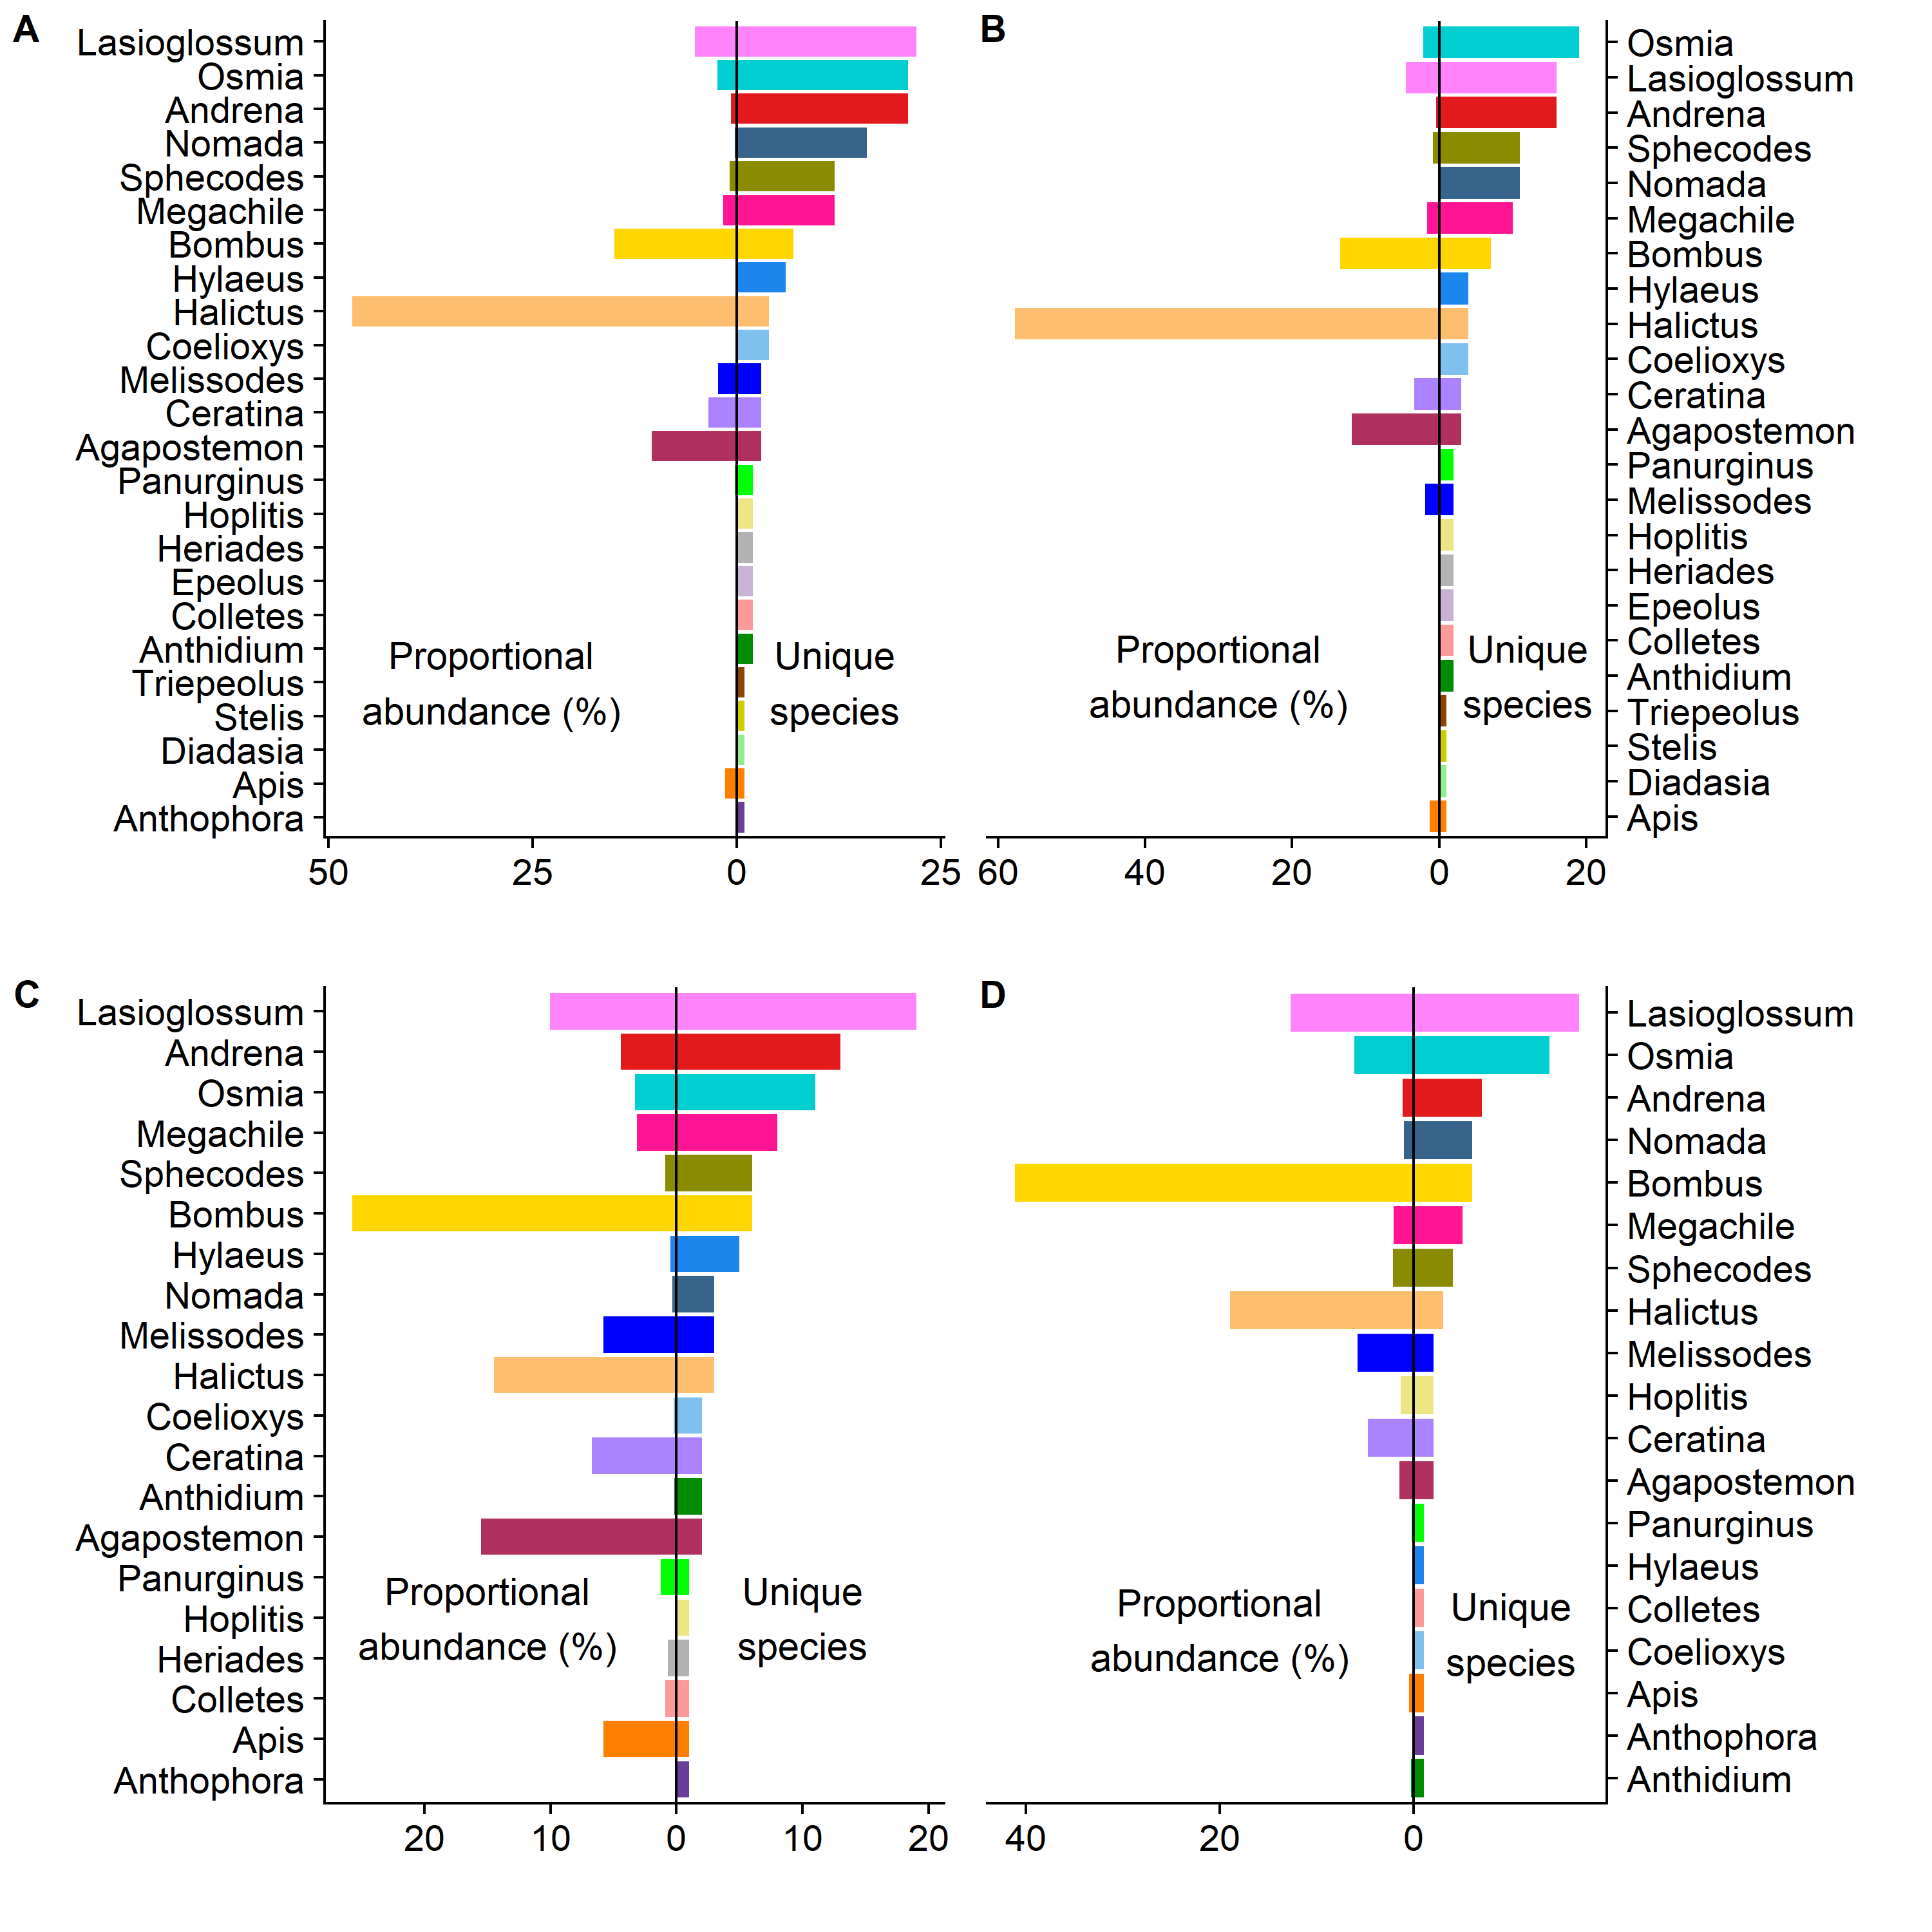 A
Lasioglossum
Osmia
Andrena
Nomada
Sphecodes
Megachile
Bombus
Hylaeus
Halictus
Coelioxys
Melissodes
Ceratina
Agapostemon
Panurginus
Hoplitis
Heriades
Epeolus
Colletes
Anthidium
Triepeolus
Stelis
Diadasia
Apis
Anthophora
Proportional
abundance (%)
Unique
species
50 25 0 25
B
Osmia
Lasioglossum
Andrena
Sphecodes
Nomada
Megachile
Bombus
Hylaeus
Halictus
Coelioxys
Ceratina
Agapostemon
Panurginus
Melissodes
Hoplitis
Heriades
Epeolus
Colletes
Anthidium
Triepeolus
Stelis
Diadasia
Apis
Proportional
abundance (%)
Unique
species
60 40 20 0 20
C
Lasioglossum
Andrena
Osmia
Megachile
Sphecodes
Bombus
Hylaeus
Nomada
Melissodes
Halictus
Coelioxys
Ceratina
Anthidium
Agapostemon
Panurginus
Hoplitis
Heriades
Colletes
Apis
Anthophora
Proportional
abundance (%)
Unique
species
20 10 0 10 20
D
Lasioglossum
Osmia
Andrena
Nomada
Bombus
Megachile
Sphecodes
Halictus
Melissodes
Hoplitis
Ceratina
Agapostemon
Panurginus
Hylaeus
Colletes
Coelioxys
Apis
Anthophora
Anthidium
Proportional
abundance (%)
Unique
species
40 20 0